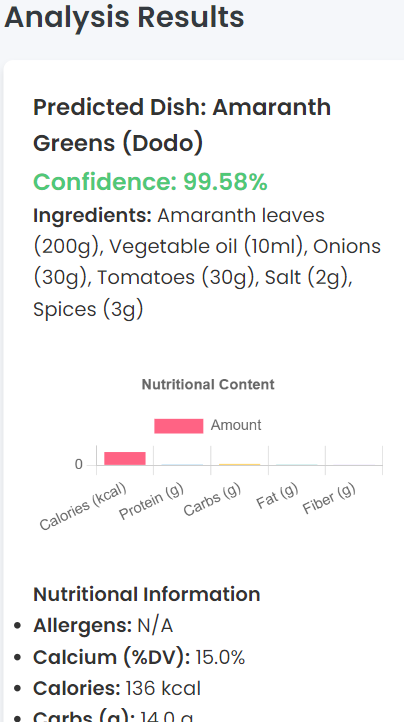 Analysis Results
Predicted Dish: Amaranth
Greens (Dodo)
Confidence: 99.58%
Ingredients: Amaranth leaves
(200g), Vegetable oil (10ml), Onions
(30g), Tomatoes (30g), Salt (2g),
Spices (3g)
Nutritional Content
Amount
0
Calories (kcal)
Protein (g)
Carbs (g)
Fat (g)
Fiber (g)
Nutritional Information
• Allergens: N/A
• Calcium (%DV): 15.0%
• Calories: 136 kcal
• Carbs (g): 14.0 g